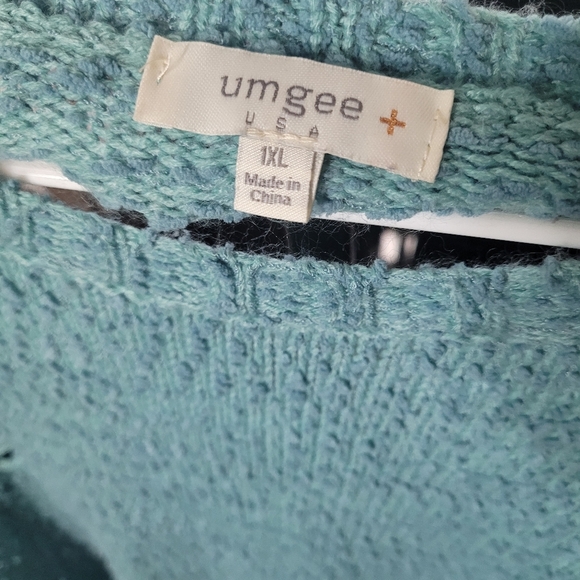 umgee +
USA
1XL
Made in
China